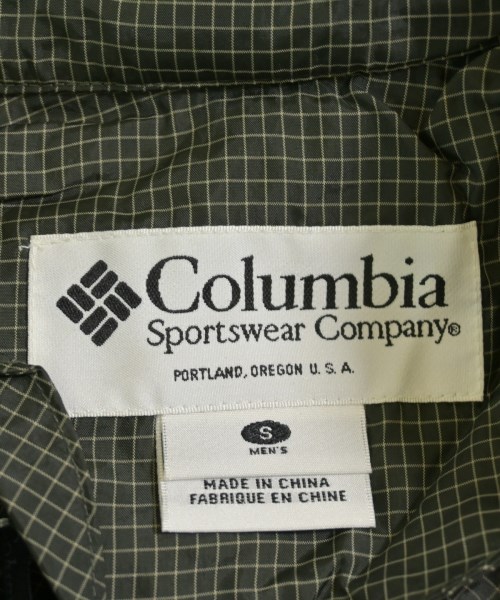 Columbia
Sportswear Company®
PORTLAND, OREGON U. S. A.
S
MEN'S
MADE IN CHINA
FABRIQUE EN CHINE